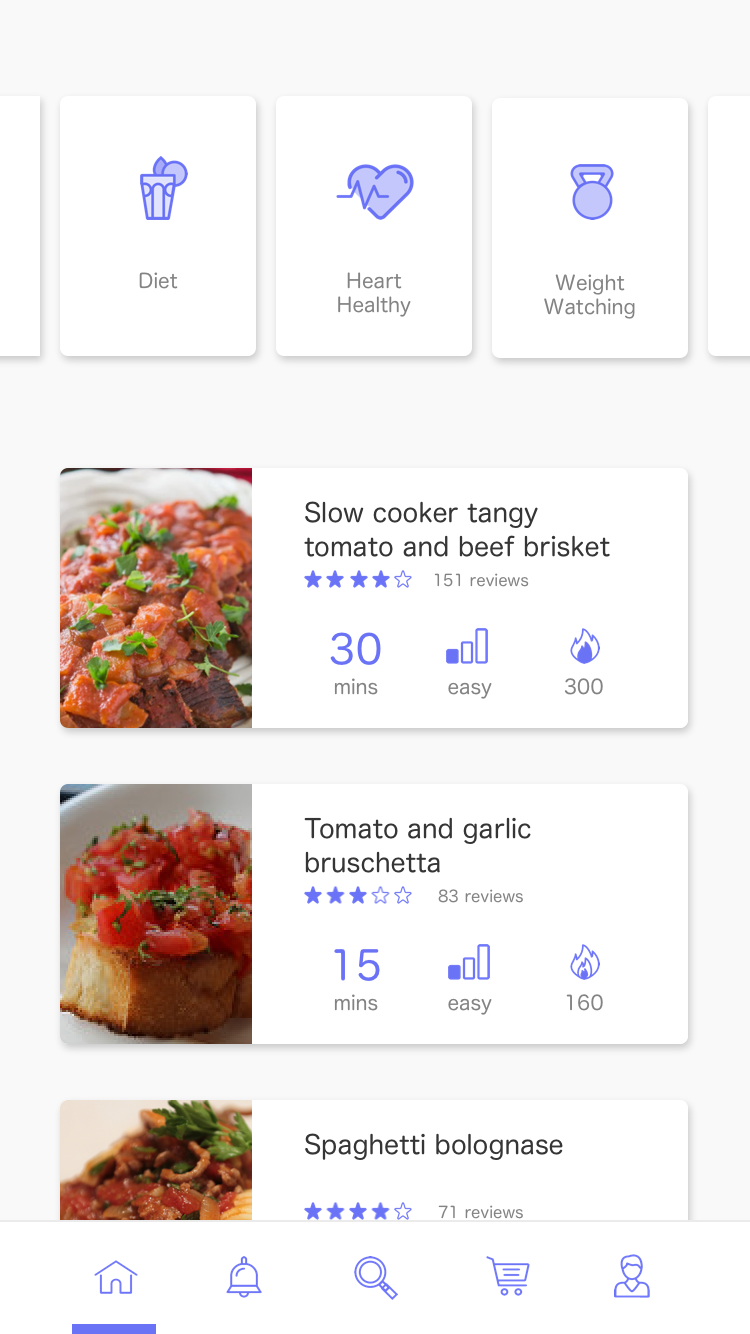 Diet
Heart
Healthy
Weight
Watching
Slow cooker tangy
tomato and beef brisket
151 reviews
30
mins
easy
300
Tomato and garlic
bruschetta
83 reviews
15
mins
easy
160
Spaghetti bolognase
71 reviews